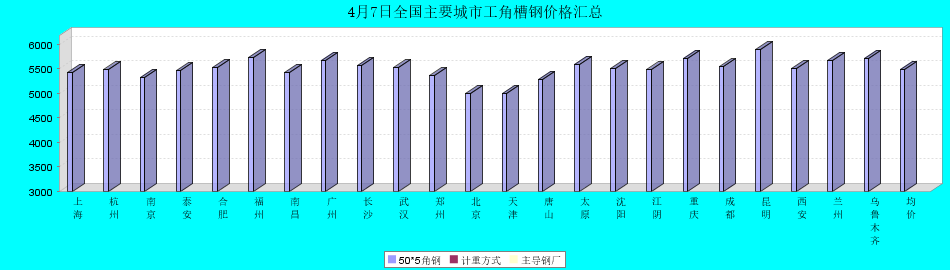 4月7日全国主要城市工角槽钢价格汇总
6000
5500
5000
4500
4000
3500
3000
上海
杭州
南京
泰安
合肥
福州
南昌
广州
长沙
武汉
郑州
北京
天津
唐山
太原
沈阳
江阴
重庆
成都
昆明
西安
兰州
乌鲁木齐
均价
50*5角钢 计重方式 主导钢厂